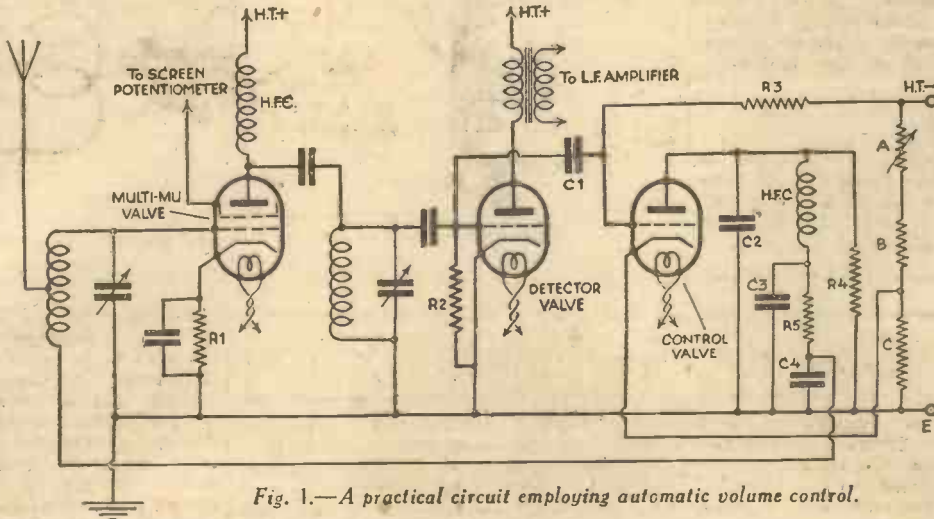 H.T.+
H.T.+
To SCREEN
POTENTIOMETER
H.F.C.
To L.F. AMPLIFIER
R3
H.T.-
A
MULTI-MU
VALVE
C1
H.F.C
C2
B
R2
DETECTOR
VALVE
C3
R4
R1
CONTROL
VALVE
R5
C
C4
E
Fig. 1.—A practical circuit employing automatic volume control.